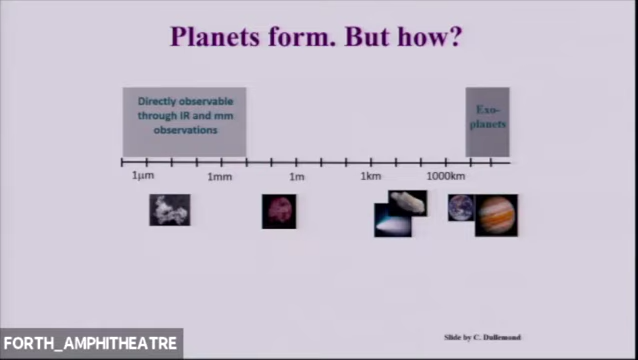 Planets form. But how?
Directly observable
through IR and mm
observations
Exo-
planets
1μm
1mm
1m
1km
1000km
FORTH_AMPHITHEATRE
Slide by C. Dullemond